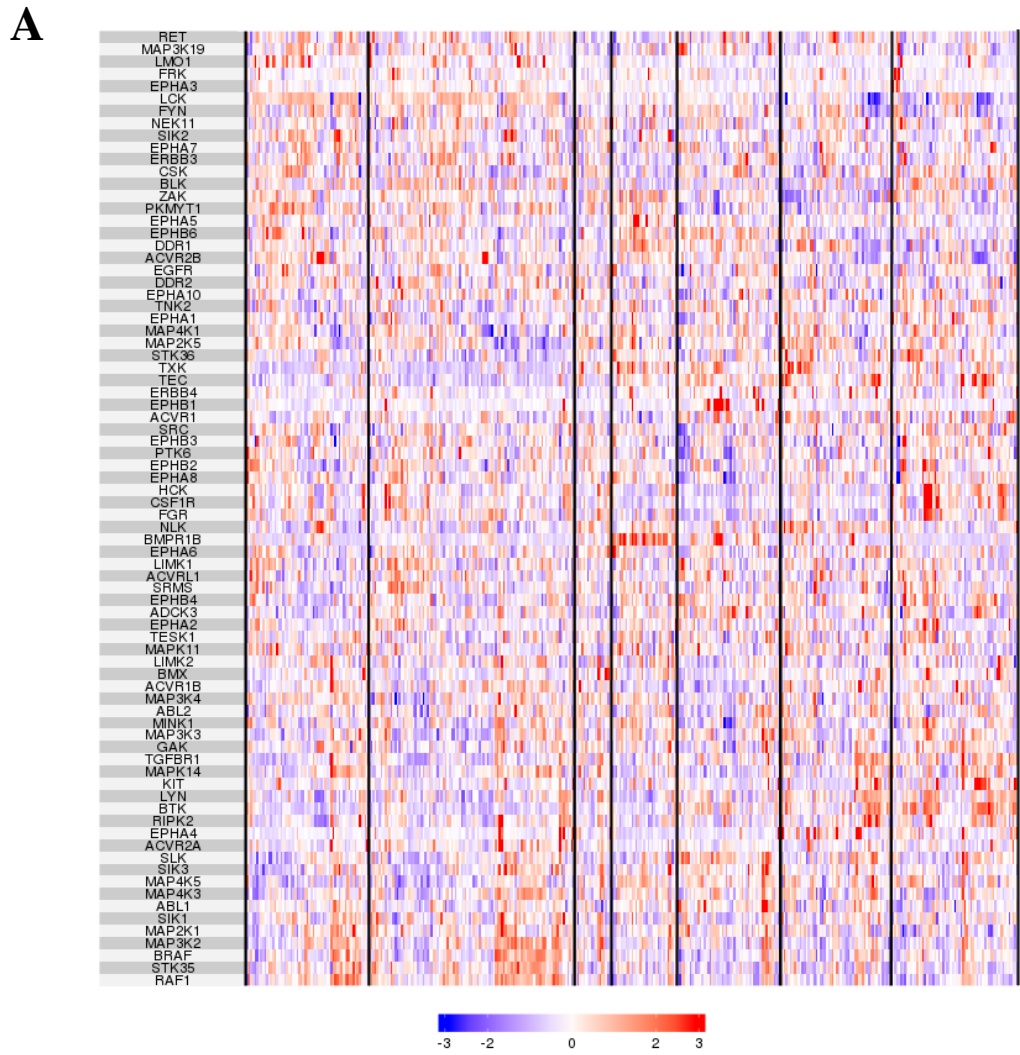 A
RET
MAP3K19
LMO1
FRK
EPHA3
LCK
FYN
NEK11
SIK2
EPHA7
ERBB3
CSK
BLK
ZAK
PKMYT1
EPHA5
EPHB6
DDR1
ACVR2B
EGFR
DDR2
EPHA10
TNK2
EPHA1
MAP4K1
MAP2K5
STK36
TXK
TEC
ERBB4
EPHB1
ACVR1
SRC
EPHB3
PTK6
EPHB2
EPHA8
HCK
CSF1R
FGR
NLK
BMPR1B
EPHA6
LIMK1
ACVRL1
SRMS
EPHB4
ADCK3
EPHA2
TESK1
MAPK11
LIMK2
BMX
ACVR1B
MAP3K4
ABL2
MINK1
MAP3K3
GAK
TGFBR1
MAPK14
KIT
LYN
BTK
RIPK2
EPHA4
ACVR2A
SLK
SIK3
MAP4K5
MAP4K3
ABL1
SIK1
MAP2K1
MAP3K2
BRAF
STK35
RAF1
-3 -2 0 2 3